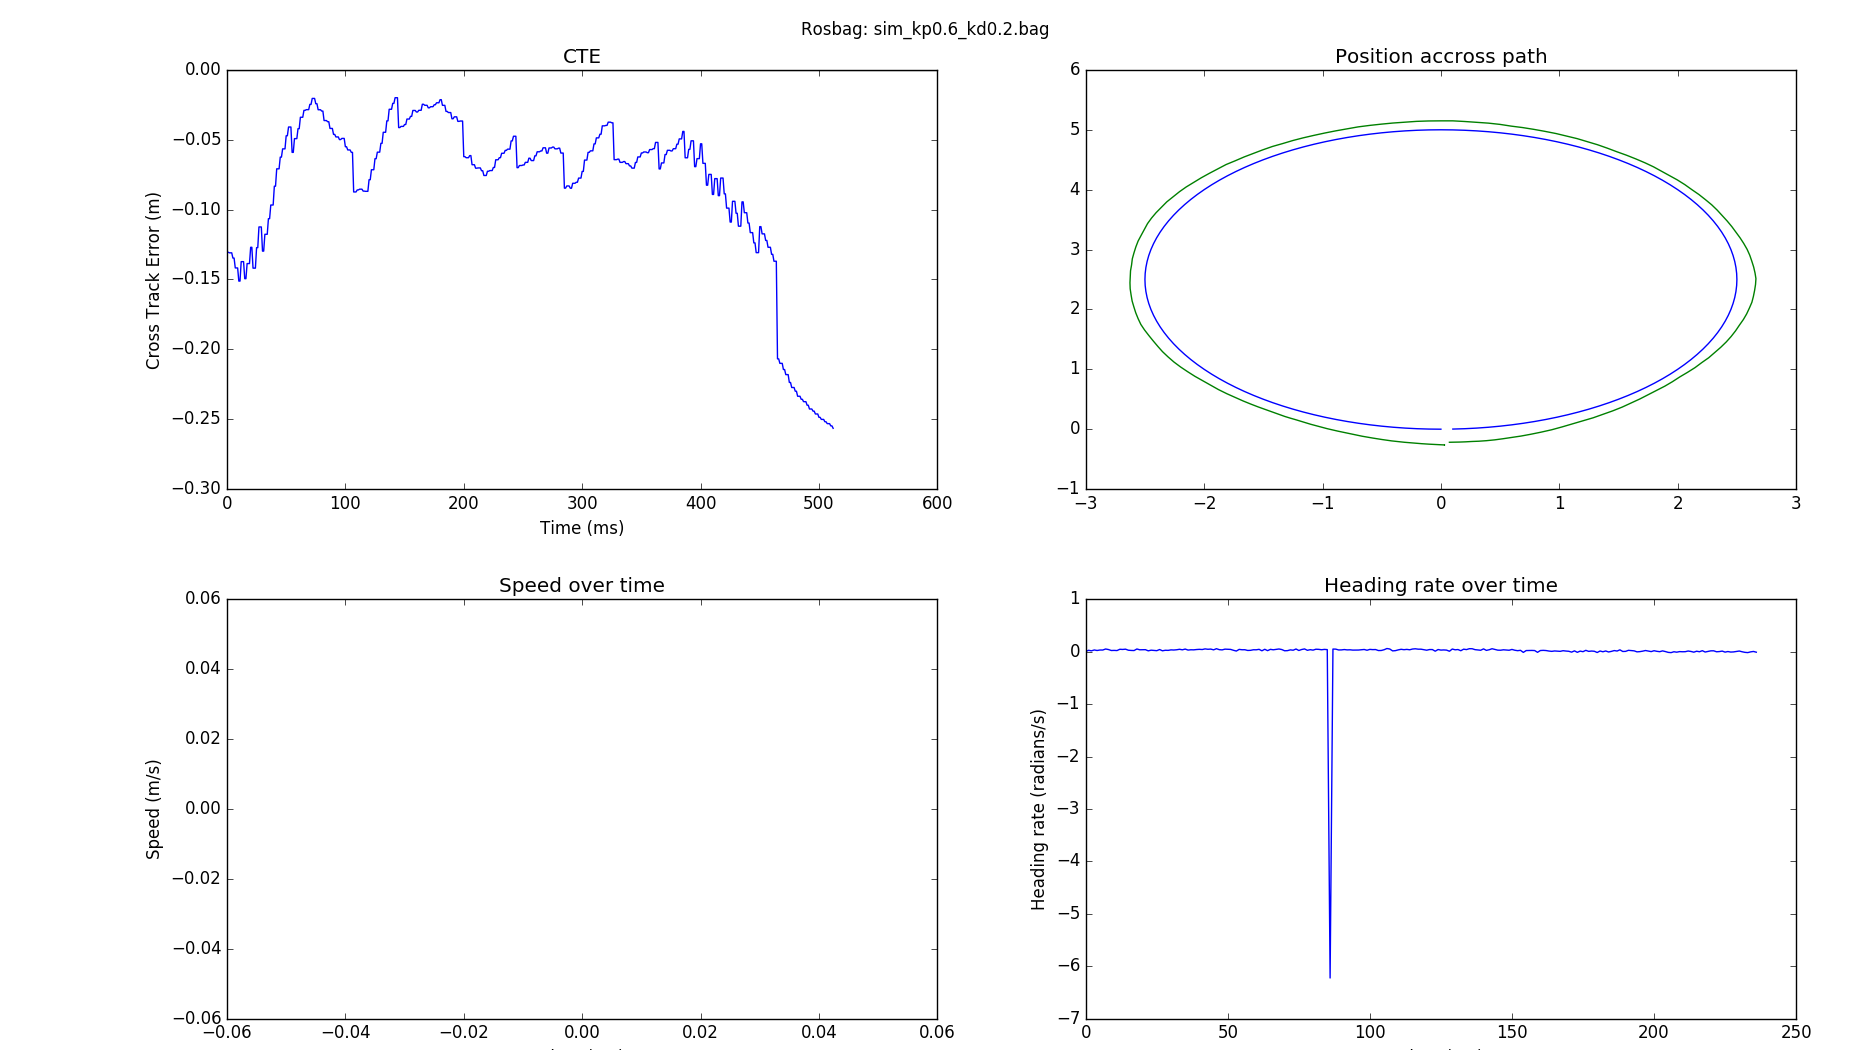 Rosbag: sim_kp0.6_kd0.2.bag
CTE
0.00
−0.05
−0.10
−0.15
−0.20
−0.25
−0.30
Cross Track Error (m)
0 100 200 300 400 500 600
Time (ms)
Position accross path
6
5
4
3
2
1
0
−1
−3 −2 −1 0 1 2 3
Speed over time
0.06
0.04
0.02
0.00
−0.02
−0.04
−0.06
Speed (m/s)
−0.06 −0.04 −0.02 0.00 0.02 0.04 0.06
Heading rate over time
1
0
−1
−2
−3
−4
−5
−6
−7
Heading rate (radians/s)
0 50 100 150 200 250